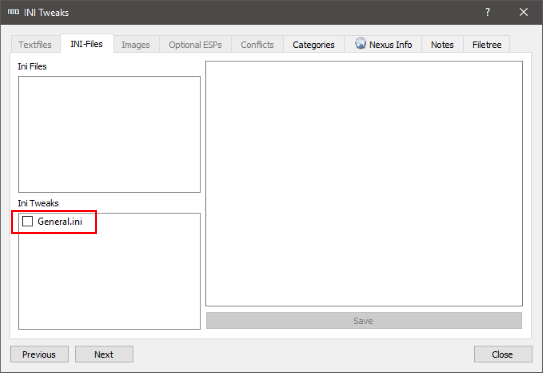 INI Tweaks
?
Textfiles
INI-Files
Images
Optional ESPs
Conflicts
Categories
Nexus Info
Notes
Filetree
Ini Files
Ini Tweaks
General.ini
Save
Previous
Next
Close